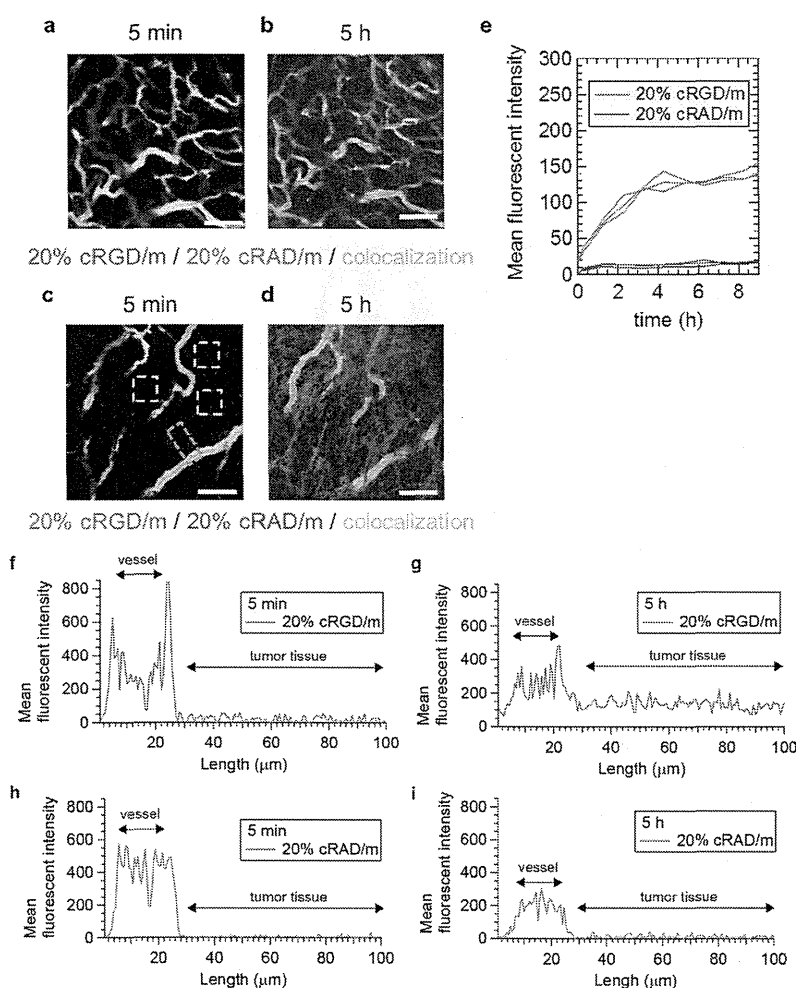 a
5 min
b
5 h
20% cRGD/m / 20% cRAD/m / colocalization
c
5 min
d
5 h
20% cRGD/m / 20% cRAD/m / colocalization
e
Mean fluorescent intensity
300
250
200
150
100
50
0
20% cRGD/m
20% cRAD/m
0 2 4 6 8
time (h)
f
vessel
Mean
fluorescent intensity
800
600
400
200
0
5 min
20% cRGD/m
tumor tissue
20 40 60 80 100
Length (μm)
g
vessel
Mean
fluorescent intensity
800
600
400
200
0
5 h
20% cRGD/m
tumor tissue
20 40 60 80 100
Length (μm)
h
vessel
Mean
fluorescent intensity
800
600
400
200
0
5 min
20% cRAD/m
tumor tissue
20 40 60 80 100
Length (μm)
i
vessel
Mean
fluorescent intensity
800
600
400
200
0
5 h
20% cRAD/m
tumor tissue
20 40 60 80 100
Length (μm)